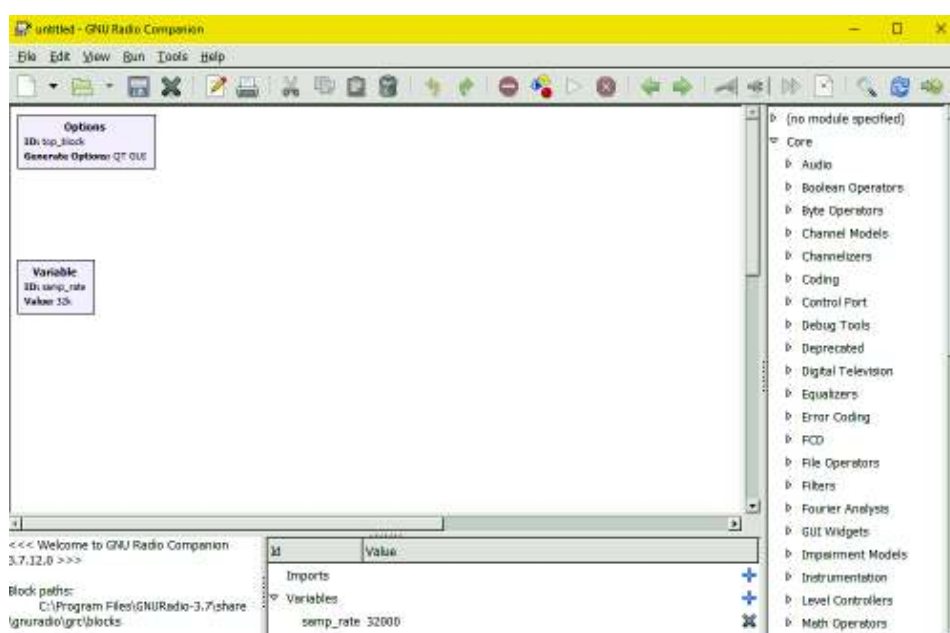 untitled - GNU Radio Companion
File Edit View Run Tools Help
Options
ID: top_block
Generate Options: QT GUI
Variable
ID: samp_rate
Value: 32k
(no module specified)
Core
Audio
Boolean Operators
Byte Operators
Channel Models
Channelizers
Coding
Control Port
Debug Tools
Deprecated
Digital Television
Equalizers
Error Coding
FCD
File Operators
Filters
Fourier Analysis
GUI Widgets
Impairment Models
Instrumentation
Level Controllers
Math Operators
<<< Welcome to GNU Radio Companion
3.7.12.0 >>>
Block paths:
C:\Program Files\GNURadio-3.7\share
\gnuradio\grc\blocks
Id Value
Imports
Variables
samp_rate 32000